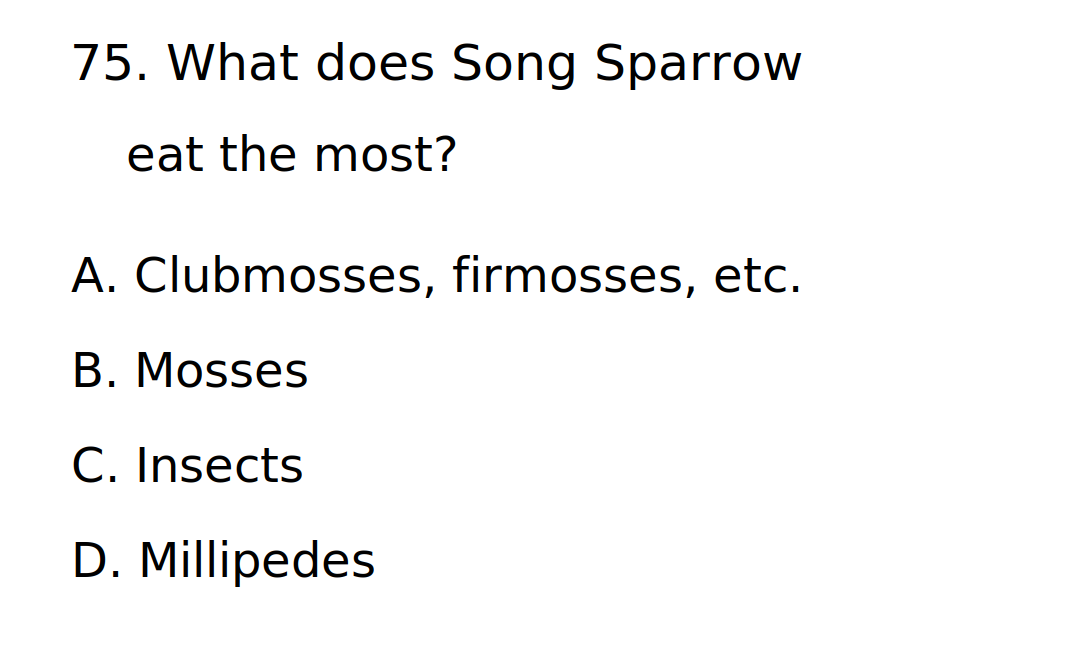 75. What does Song Sparrow
eat the most?
A. Clubmosses, firmosses, etc.
B. Mosses
C. Insects
D. Millipedes